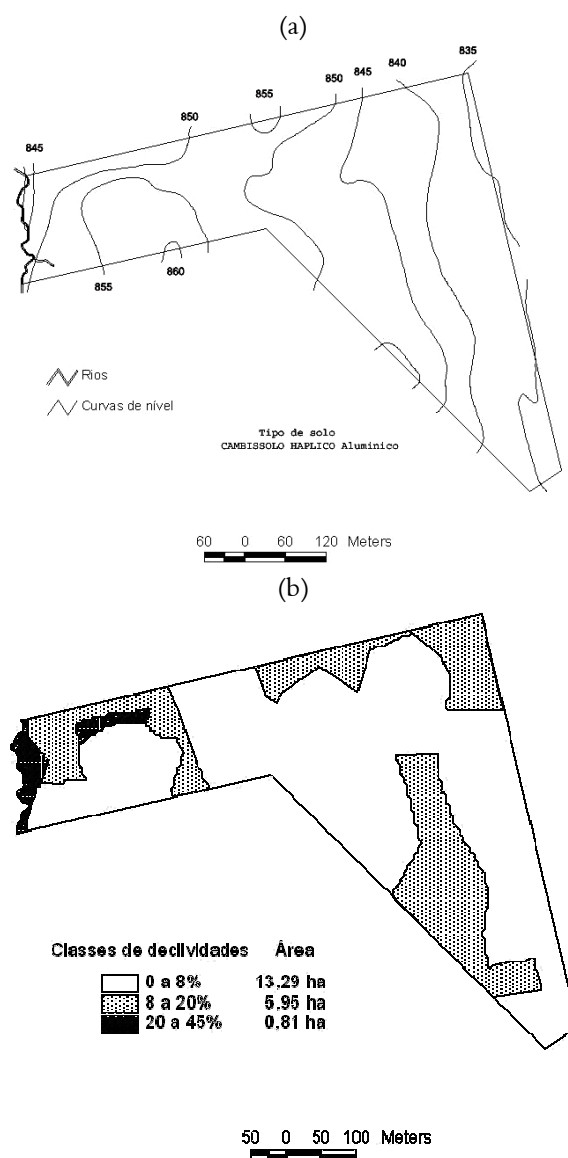 (a)
835
840
845
850
855
850
845
855
860
Rios
Curvas de nível
Tipo de solo
CAMBISSOLO HAPLICO Alumínico
60 0 60 120 Meters
(b)
Classes de declividades Área
0 a 8% 13,29 ha
8 a 20% 5,95 ha
20 a 45% 0,81 ha
50 0 50 100 Meters